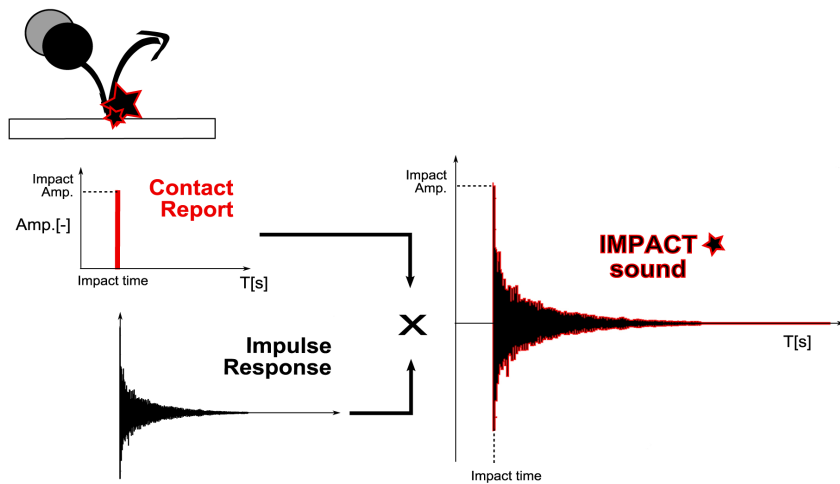 Impact
Amp.
Contact
Report
Amp.[-]
Impact time
T[s]
Impulse
Response
X
Impact
Amp.
IMPACT
sound
T[s]
Impact time